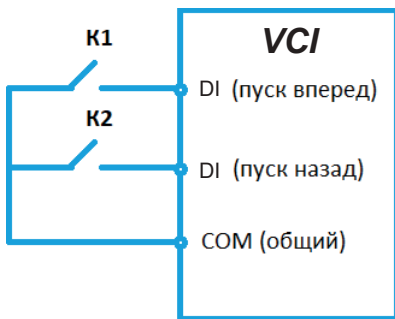 K1
VCI
DI (пуск вперед)
K2
DI (пуск назад)
COM (общий)